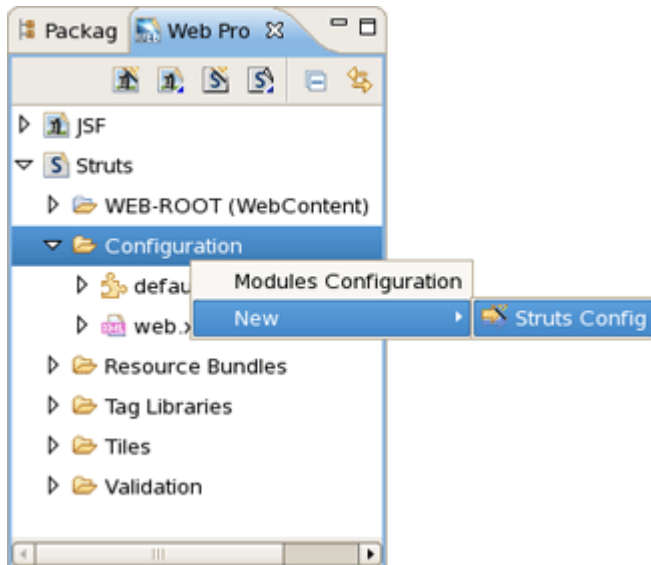 Packag Web Pro
JSF
Struts
WEB-ROOT (WebContent)
Configuration
Modules Configuration
defau
New Struts Config
web.x
Resource Bundles
Tag Libraries
Tiles
Validation